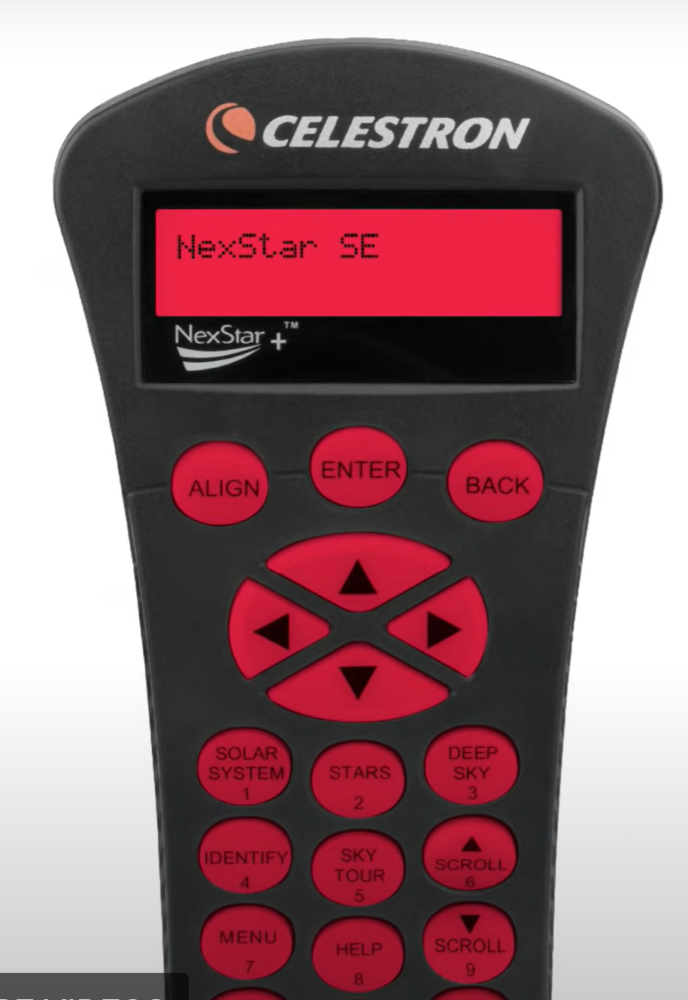 CELESTRON
NexStar SE
NexStar +™
ALIGN
ENTER
BACK
SOLAR
SYSTEM
1
STARS
2
DEEP
SKY
3
IDENTIFY
4
SKY
TOUR
5
SCROLL
6
MENU
7
HELP
8
SCROLL
9